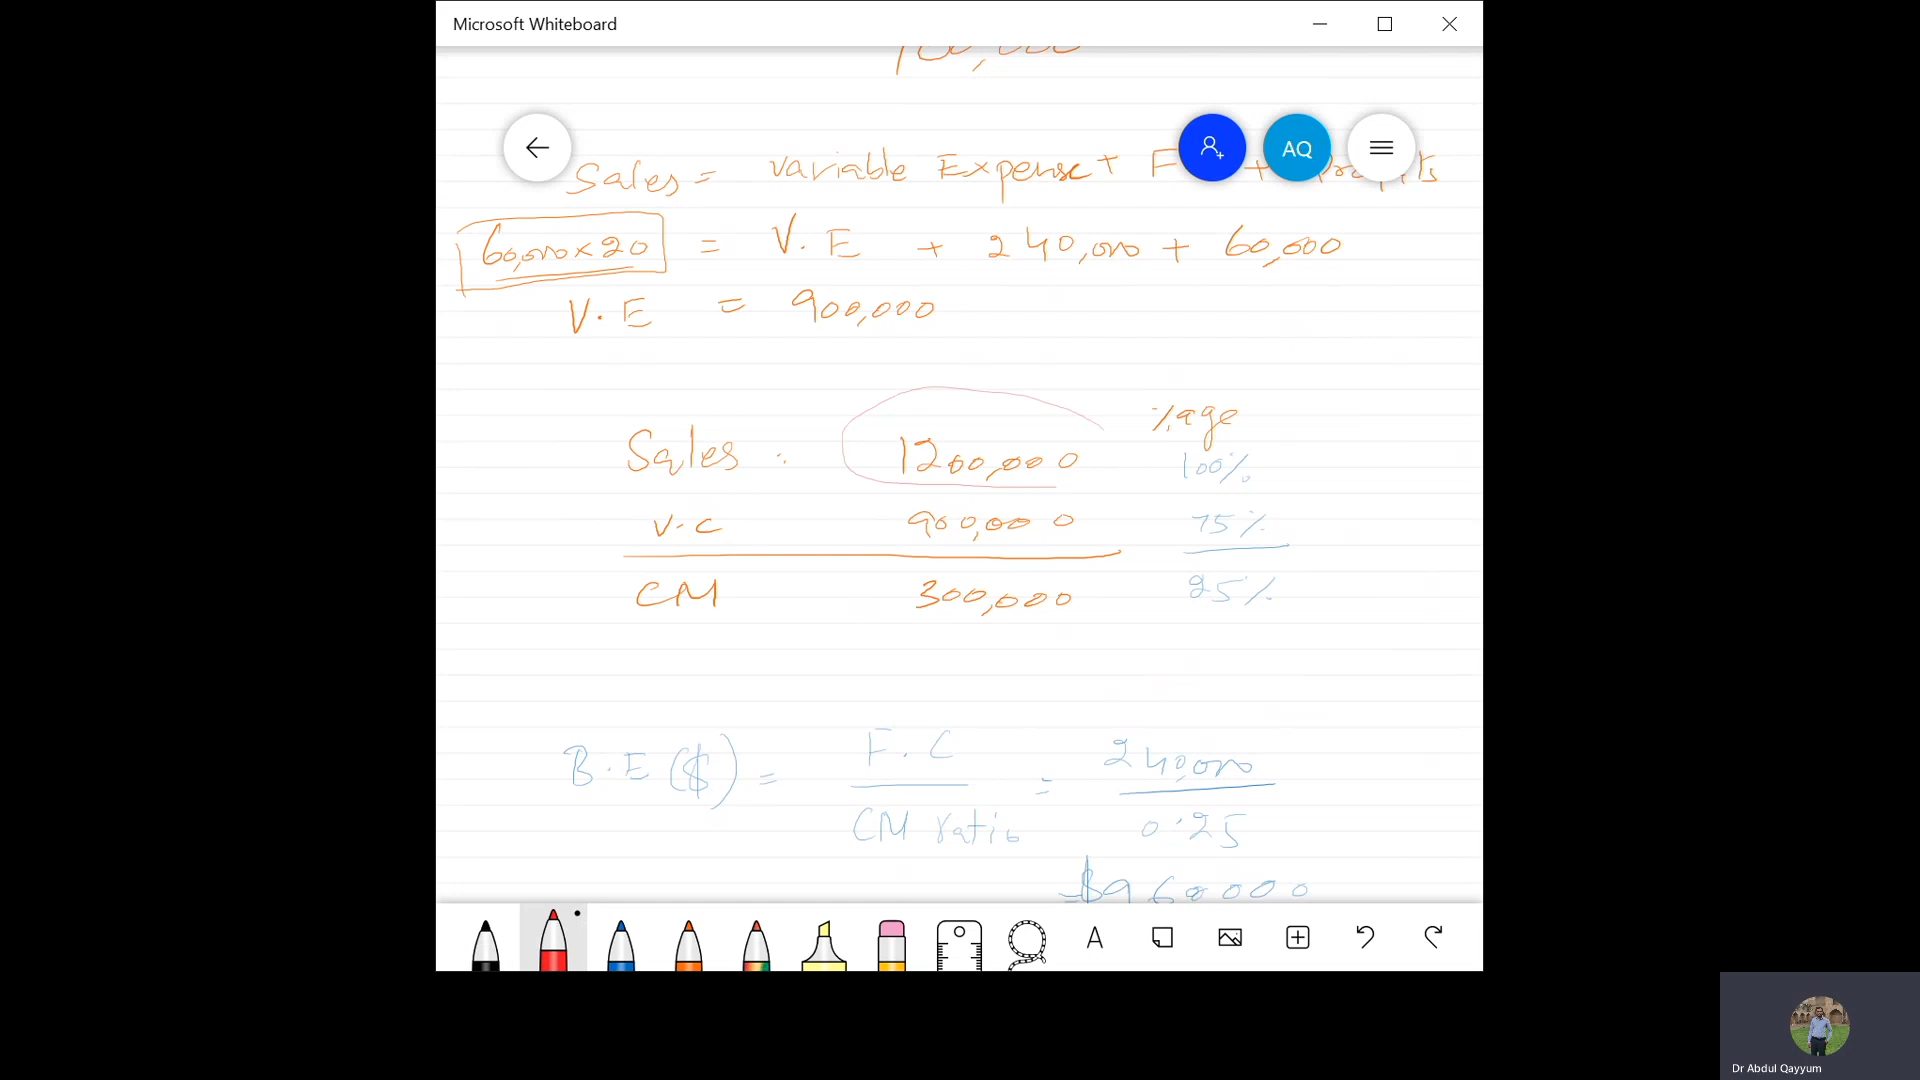 Microsoft Whiteboard
AQ
Sales = variable Expense + F +
60,000 × 20 = V.E + 240,000 + 60,000
V.E = 900,000
%age
Sales : 1200,000 100%
V.C 900,000 75%
CM 300,000 25%
B.E ($) = F.C = 240,000
CM ratio 0.25
=$960000
A
Dr Abdul Qayyum